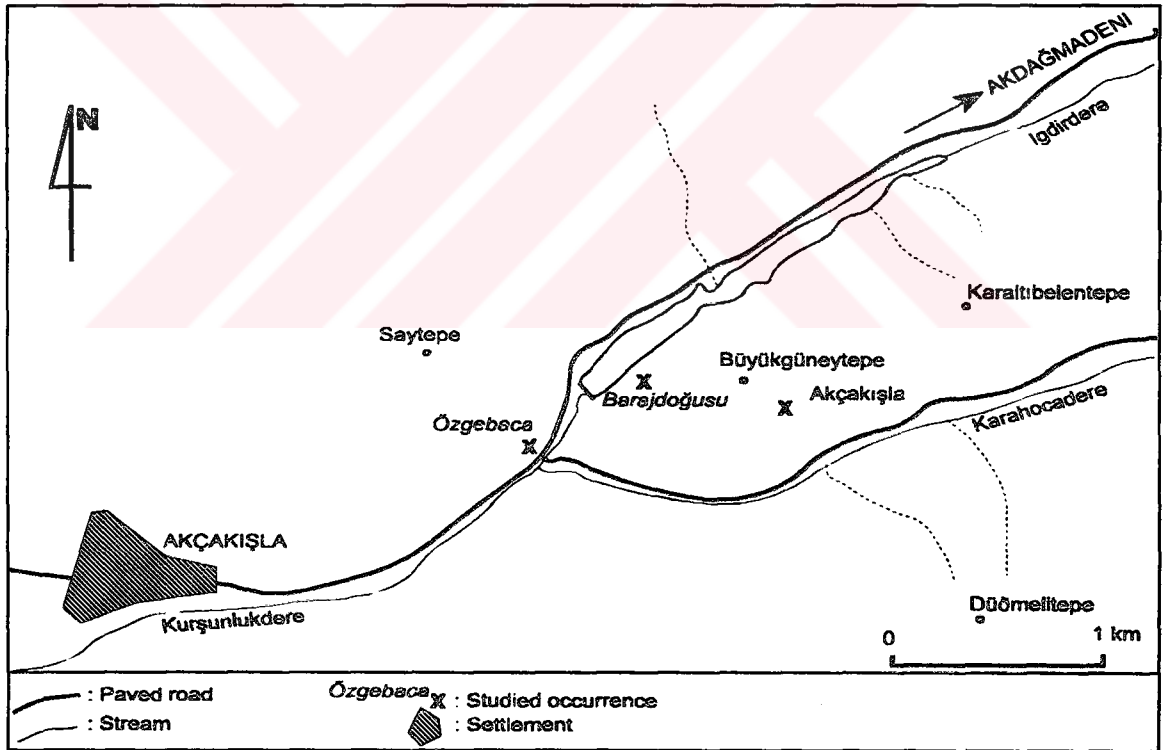 N
AKDAĞMADENI
Igdirdere
Karaltıbelentepe
Saytepe
Büyükgüneytepe
Barajdoğusu
Akçakışla
Özgebaca
Karahocadere
AKÇAKIŞLA
Kurşunlukdere
Düðmelitepe
0 1 km
: Paved road
Özgebaca X : Studied occurrence
: Stream
: Settlement